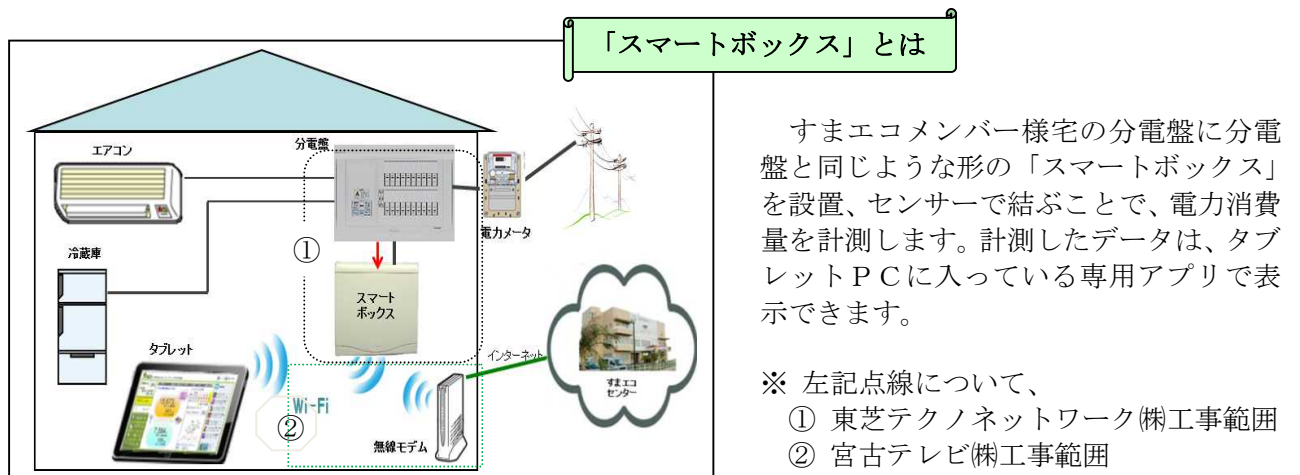 「スマートボックス」とは
分電盤
エアコン
電力メータ
①
冷蔵庫
スマート
ボックス
タブレット
インターネット
すまエコ
センター
Wi-Fi
②
無線モデム
すまエコメンバー様宅の分電盤に分電
盤と同じような形の「スマートボックス」
を設置、センサーで結ぶことで、電力消費
量を計測します。計測したデータは、タブ
レットＰＣに入っている専用アプリで表
示できます。
※ 左記点線について、
① 東芝テクノネットワーク㈱工事範囲
② 宮古テレビ㈱工事範囲